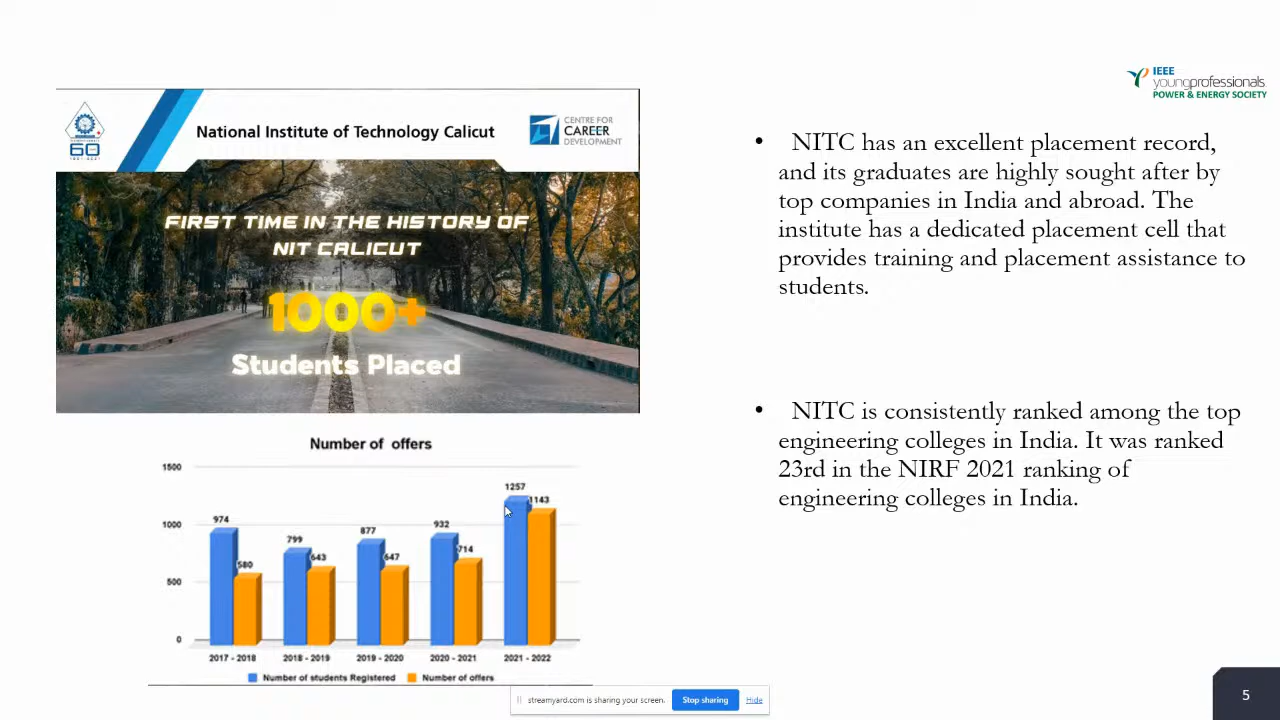 IEEE
youngprofessionals
POWER & ENERGY SOCIETY
60
National Institute of Technology Calicut
CENTRE FOR
CAREER
DEVELOPMENT
FIRST TIME IN THE HISTORY OF
NIT CALICUT
1000+
Students Placed
Number of offers
1500
1000
500
0
974
580
799
643
877
647
932
714
1257
1143
2017 - 2018
2018 - 2019
2019 - 2020
2020 - 2021
2021 - 2022
Number of students Registered
Number of offers
• NITC has an excellent placement record,
and its graduates are highly sought after by
top companies in India and abroad. The
institute has a dedicated placement cell that
provides training and placement assistance to
students.
• NITC is consistently ranked among the top
engineering colleges in India. It was ranked
23rd in the NIRF 2021 ranking of
engineering colleges in India.
streamyard.com is sharing your screen.
Stop sharing
Hide
5